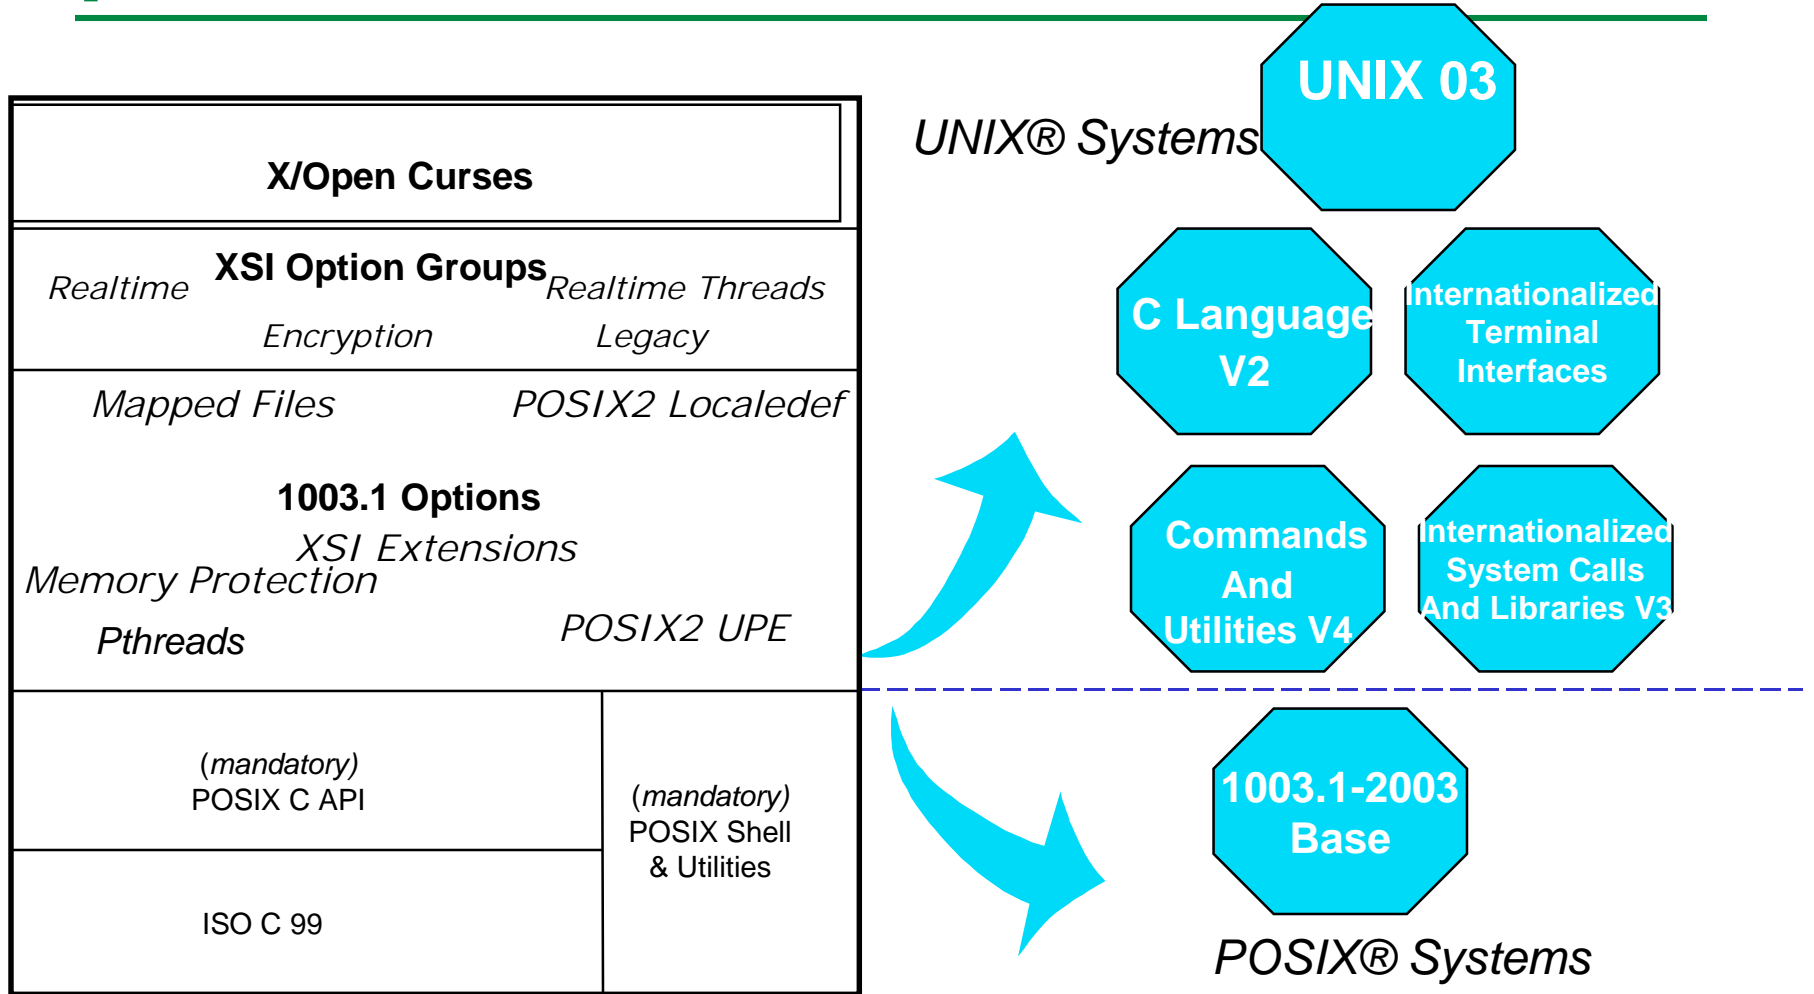 X/Open Curses
XSI Option Groups
Realtime
Realtime Threads
Encryption
Legacy
Mapped Files
POSIX2 Localedef
1003.1 Options
XSI Extensions
Memory Protection
Pthreads
POSIX2 UPE
(mandatory)
POSIX C API
(mandatory)
POSIX Shell
& Utilities
ISO C 99
UNIX® Systems
UNIX 03
C Language
V2
Internationalized
Terminal
Interfaces
Commands
And
Utilities V4
Internationalized
System Calls
And Libraries V3
1003.1-2003
Base
POSIX® Systems